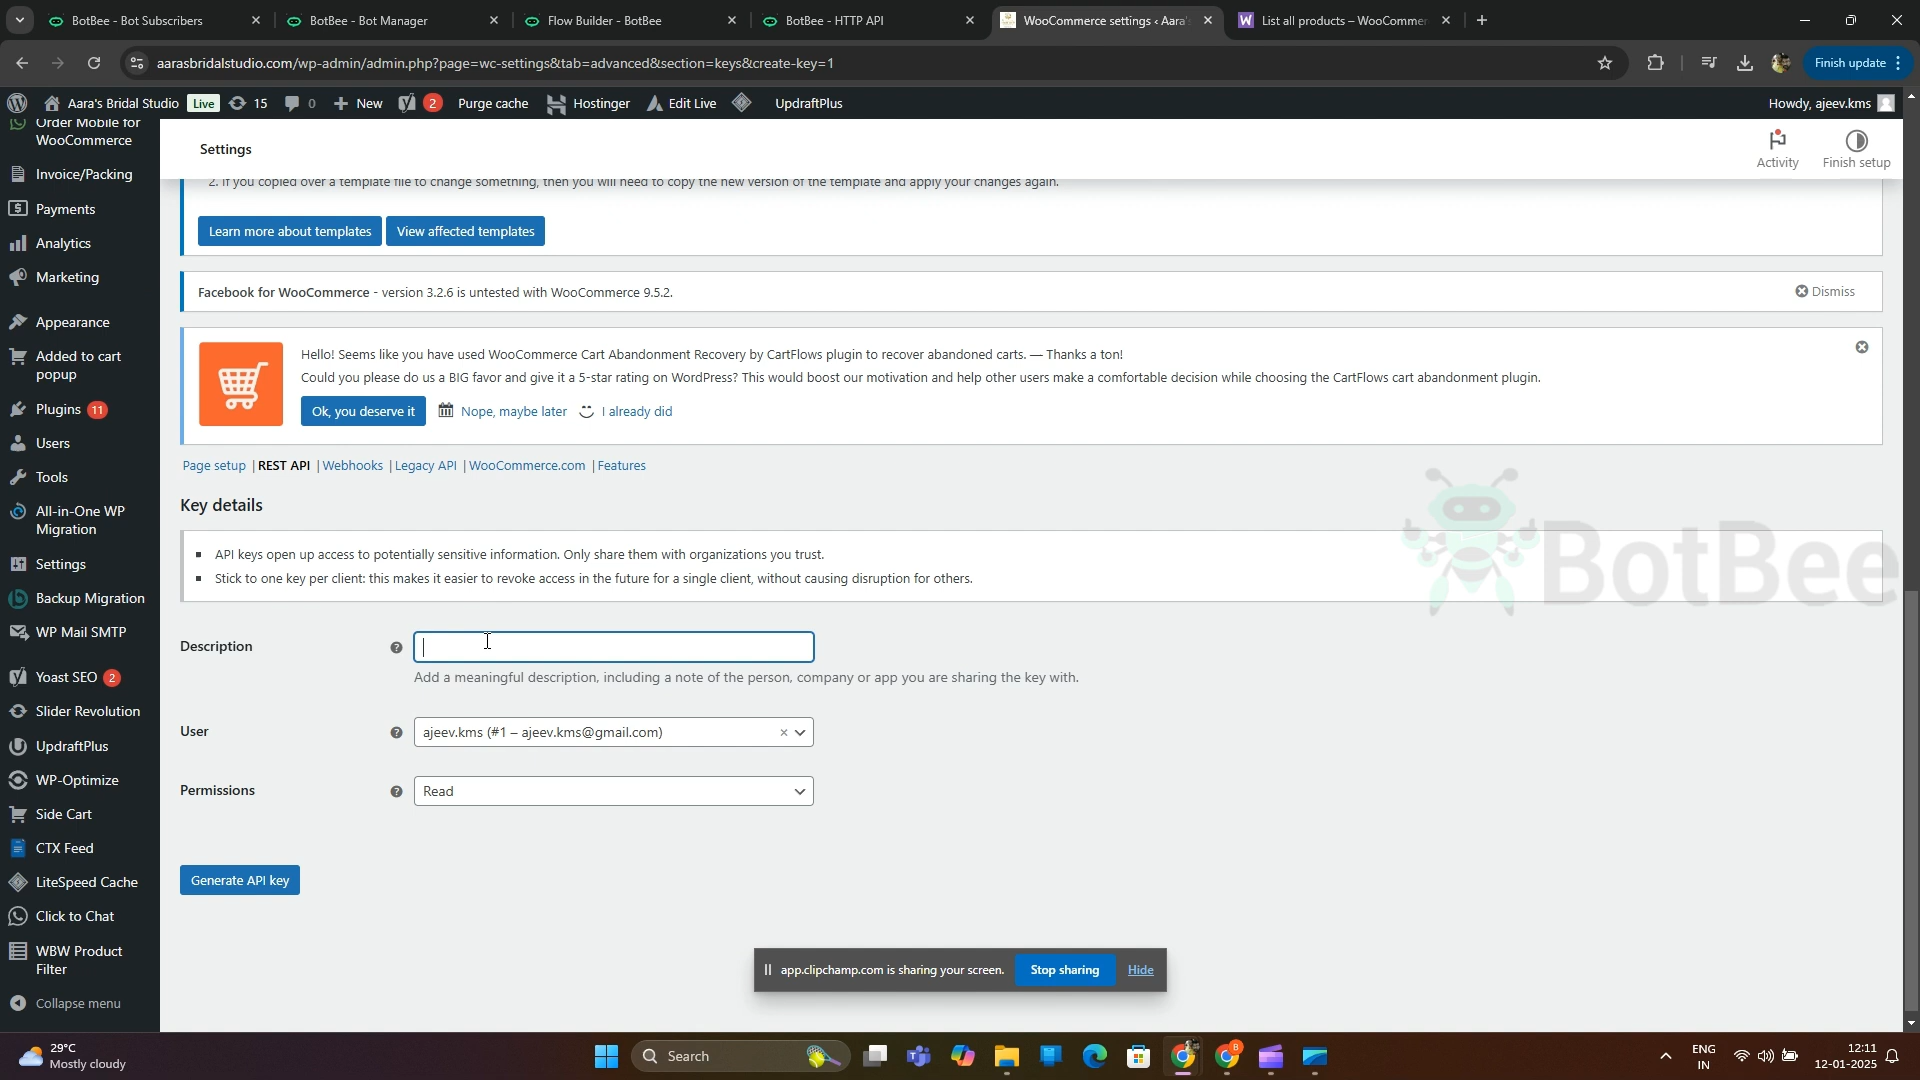 BotBee - Bot Subscribers
BotBee - Bot Manager
Flow Builder - BotBee
BotBee - HTTP API
WooCommerce settings ‹ Aara's
List all products – WooCommer
aarasbridalstudio.com/wp-admin/admin.php?page=wc-settings&tab=advanced&section=keys&create-key=1
Finish update
Aara's Bridal Studio Live 15 0 New 2 Purge cache Hostinger Edit Live UpdraftPlus
Howdy, ajeev.kms
Order Mobile for
WooCommerce
Invoice/Packing
Payments
Analytics
Marketing
Appearance
Added to cart
popup
Plugins 11
Users
Tools
All-in-One WP
Migration
Settings
Backup Migration
WP Mail SMTP
Yoast SEO 2
Slider Revolution
UpdraftPlus
WP-Optimize
Side Cart
CTX Feed
LiteSpeed Cache
Click to Chat
WBW Product
Filter
Collapse menu
Settings
Activity
Finish setup
2. If you copied over a template file to change something, then you will need to copy the new version of the template and apply your changes again.
Learn more about templates
View affected templates
Facebook for WooCommerce - version 3.2.6 is untested with WooCommerce 9.5.2.
Dismiss
Hello! Seems like you have used WooCommerce Cart Abandonment Recovery by CartFlows plugin to recover abandoned carts. — Thanks a ton!
Could you please do us a BIG favor and give it a 5-star rating on WordPress? This would boost our motivation and help other users make a comfortable decision while choosing the CartFlows cart abandonment plugin.
Ok, you deserve it
Nope, maybe later
I already did
Page setup | REST API | Webhooks | Legacy API | WooCommerce.com | Features
Key details
API keys open up access to potentially sensitive information. Only share them with organizations you trust.
Stick to one key per client: this makes it easier to revoke access in the future for a single client, without causing disruption for others.
BotBee
Description
Add a meaningful description, including a note of the person, company or app you are sharing the key with.
User
ajeev.kms (#1 – ajeev.kms@gmail.com)
Permissions
Read
Generate API key
app.clipchamp.com is sharing your screen.
Stop sharing
Hide
29°C
Mostly cloudy
Search
ENG
IN
12:11
12-01-2025